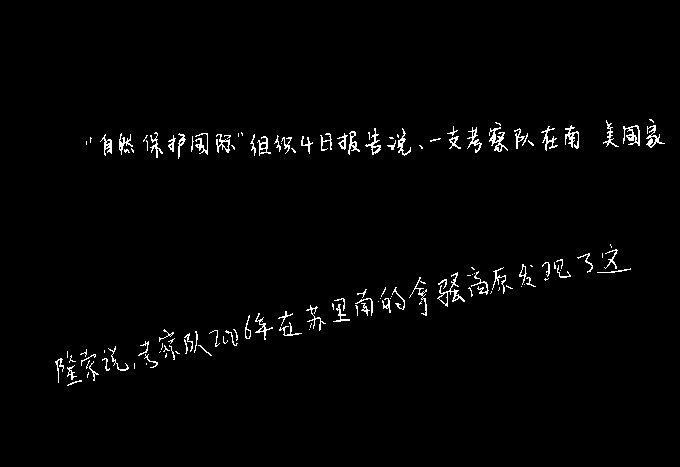 “自然保护国际”组织4日报告说、一支考察队在南美国家
隆索说,考察队2006年在苏里南的拿骚高原发现了这